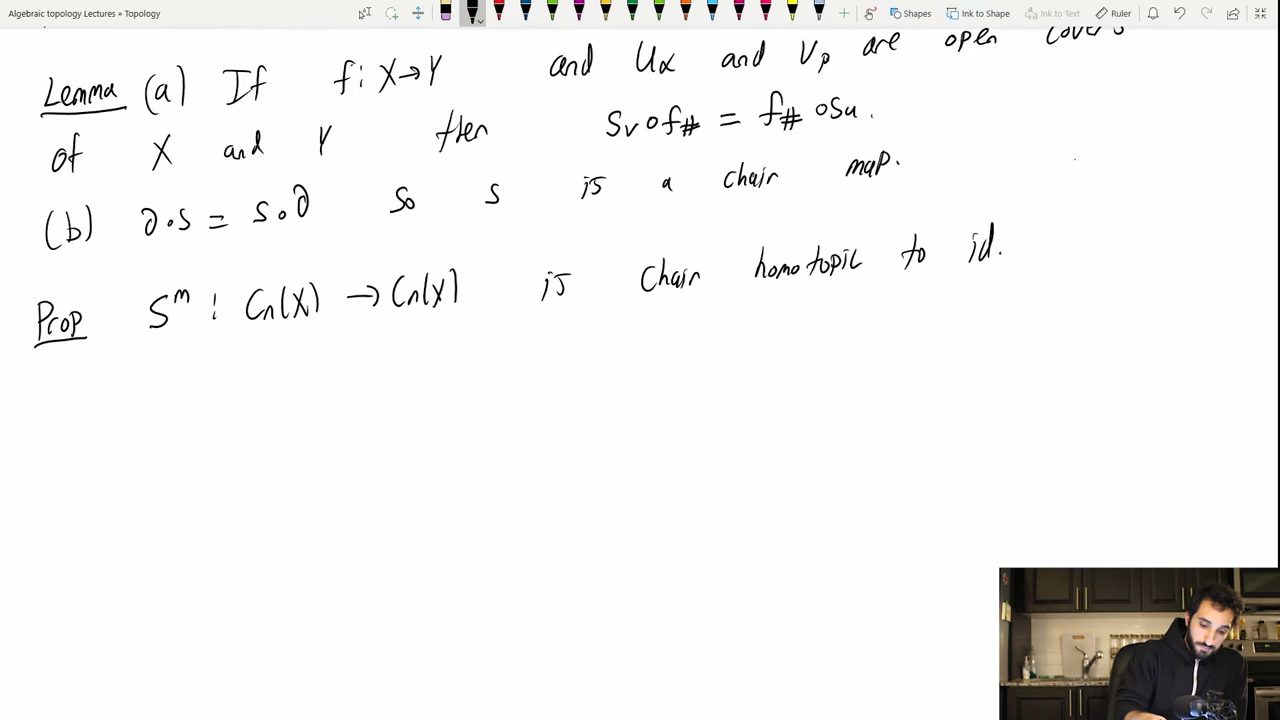 Algebraic topology Lectures » Topology
Shapes Ink to Shape Ink to Text Ruler
Lemma (a) If f: X→Y and Uα and Vβ are open covers
of X and Y then Sv∘f# = f#∘Su.
(b) ∂∘S = S∘∂ So S is a chain map.
Prop S^m : Cn(X) → Cn(X) is chain homotopic to id.